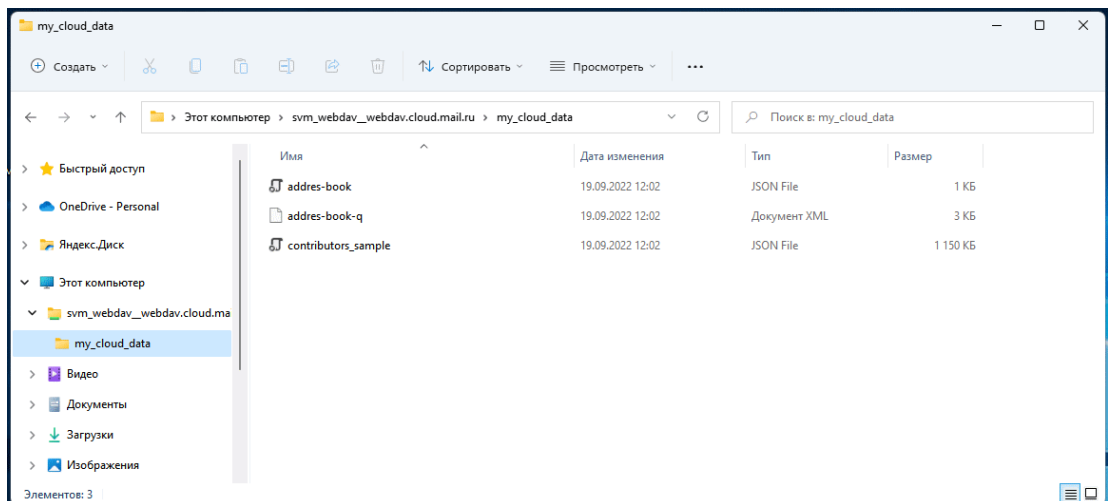 my_cloud_data
Создать Сортировать Просмотреть
Этот компьютер > svm_webdav__webdav.cloud.mail.ru > my_cloud_data Поиск в: my_cloud_data
Имя Дата изменения Тип Размер
addres-book 19.09.2022 12:02 JSON File 1 КБ
addres-book-q 19.09.2022 12:02 Документ XML 3 КБ
contributors_sample 19.09.2022 12:02 JSON File 1 150 КБ
Быстрый доступ
OneDrive - Personal
Яндекс.Диск
Этот компьютер
svm_webdav__webdav.cloud.ma
my_cloud_data
Видео
Документы
Загрузки
Изображения
Элементов: 3